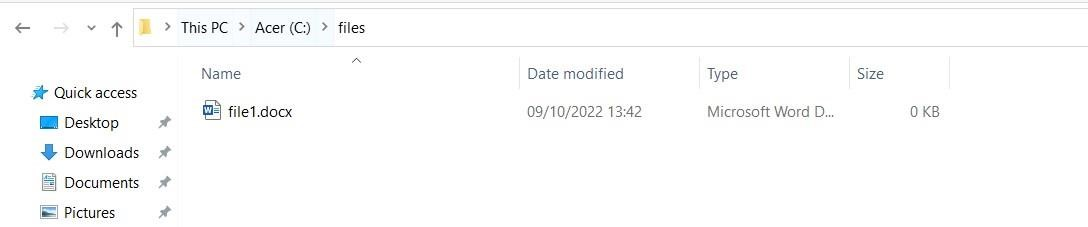 This PC > Acer (C:) > files
Name Date modified Type Size
Quick access
file1.docx 09/10/2022 13:42 Microsoft Word D... 0 KB
Desktop
Downloads
Documents
Pictures